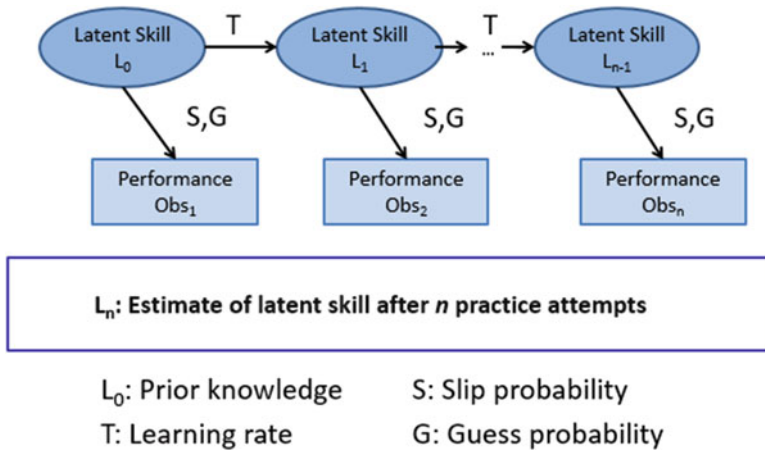 T
T
Latent Skill
L₀
Latent Skill
L₁
...
Latent Skill
Lₙ₋₁
S,G
S,G
S,G
Performance
Obs₁
Performance
Obs₂
Performance
Obsₙ
Lₙ: Estimate of latent skill after n practice attempts
L₀: Prior knowledge
S: Slip probability
T: Learning rate
G: Guess probability